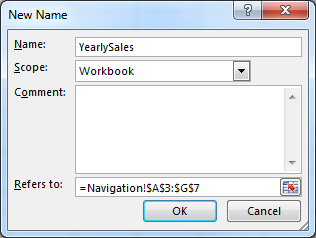 New Name
?
Name: YearlySales
Scope: Workbook
Comment:
Refers to: =Navigation!$A$3:$G$7
OK Cancel